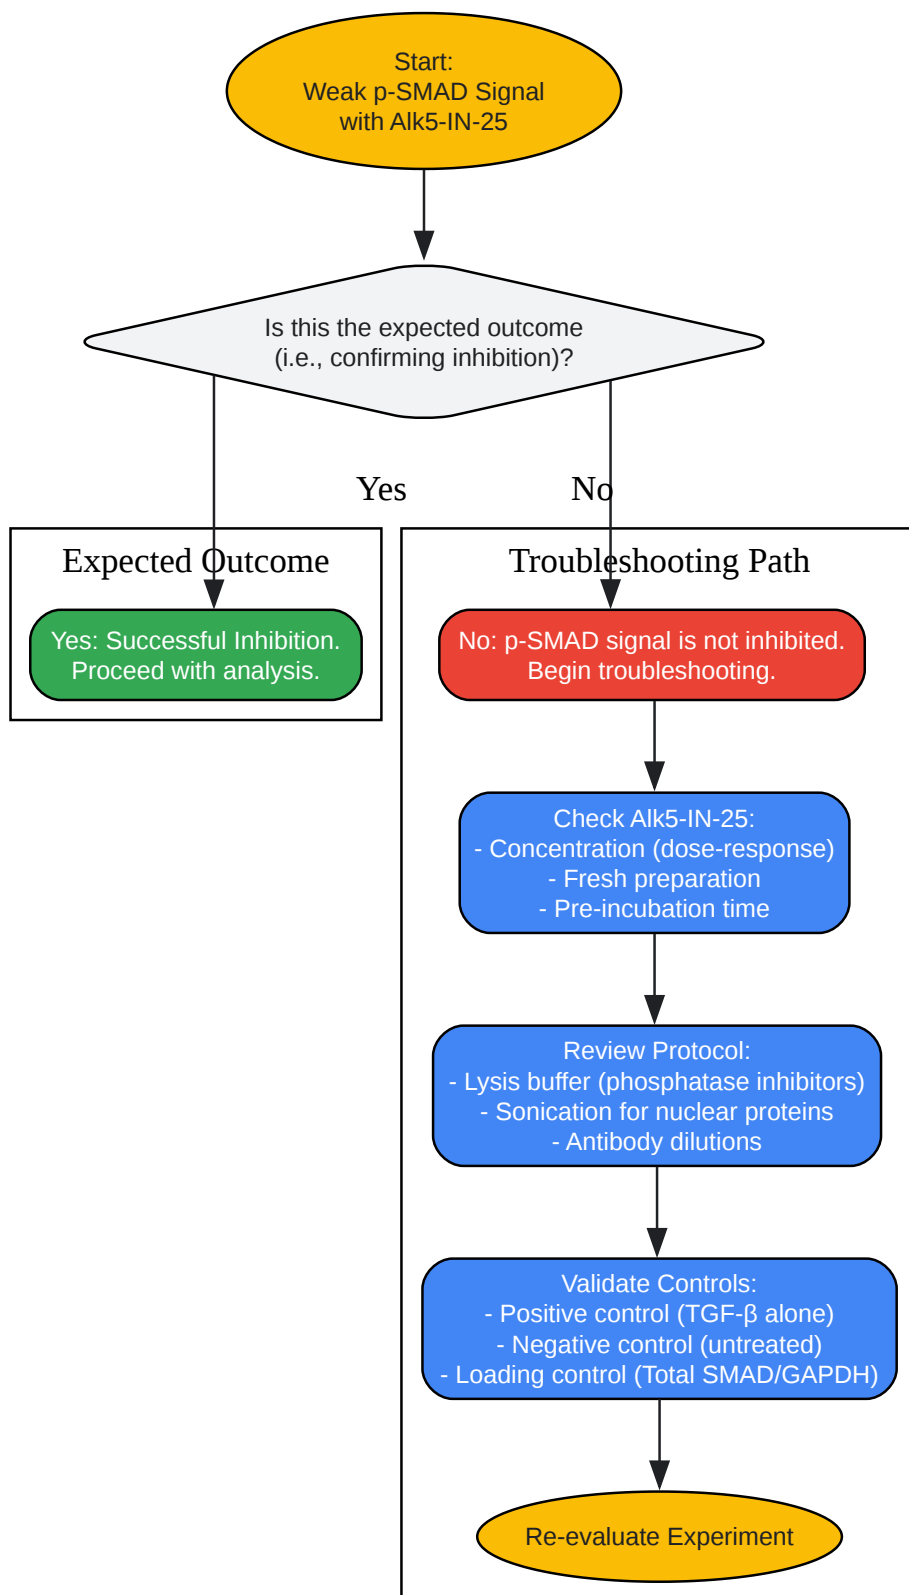 Start:
Weak p-SMAD Signal
with Alk5-IN-25
Is this the expected outcome
(i.e., confirming inhibition)?
Yes
No
Expected Outcome
Yes: Successful Inhibition.
Proceed with analysis.
Troubleshooting Path
No: p-SMAD signal is not inhibited.
Begin troubleshooting.
Check Alk5-IN-25:
- Concentration (dose-response)
- Fresh preparation
- Pre-incubation time
Review Protocol:
- Lysis buffer (phosphatase inhibitors)
- Sonication for nuclear proteins
- Antibody dilutions
Validate Controls:
- Positive control (TGF-β alone)
- Negative control (untreated)
- Loading control (Total SMAD/GAPDH)
Re-evaluate Experiment